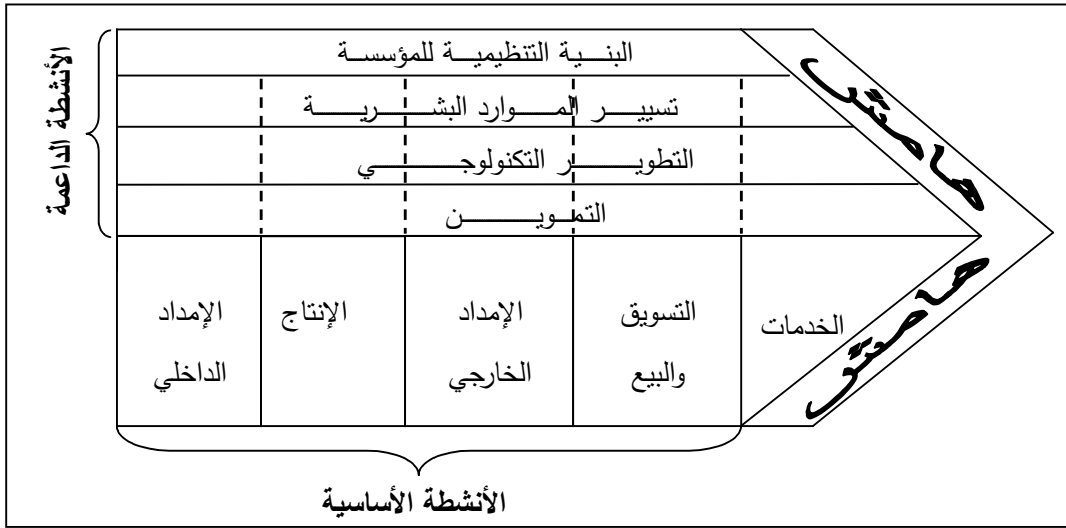 البنية التنظيمية للمؤسسة
تسيير الموارد البشرية
التطوير التكنولوجي
التموين
الأنشطة الداعمة
الإمداد
الداخلي
الإنتاج
الإمداد
الخارجي
التسويق
والبيع
الخدمات
هامش
هامش
الأنشطة الأساسية